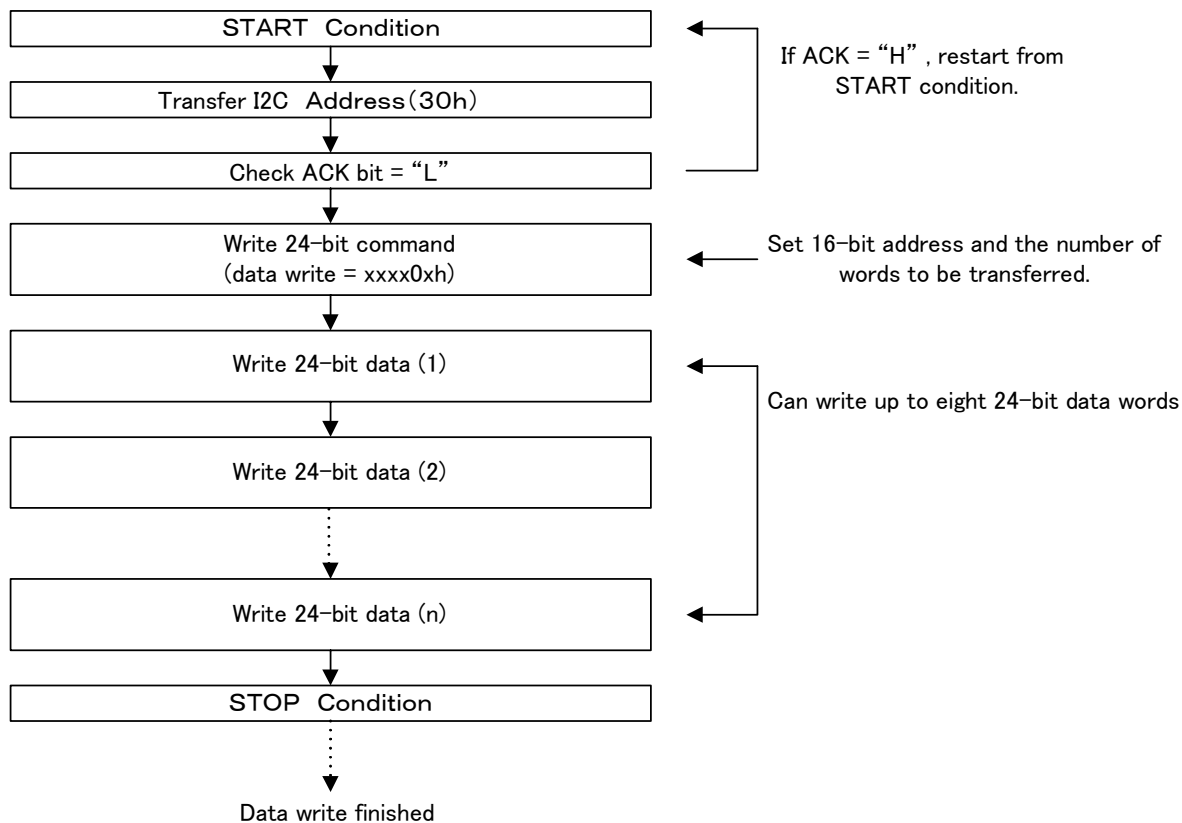 START Condition
If ACK = “H” , restart from
START condition.
Transfer I2C Address(30h)
Check ACK bit = “L”
Write 24-bit command
(data write = xxxx0xh)
Set 16-bit address and the number of
words to be transferred.
Write 24-bit data (1)
Can write up to eight 24-bit data words
Write 24-bit data (2)
Write 24-bit data (n)
STOP Condition
Data write finished